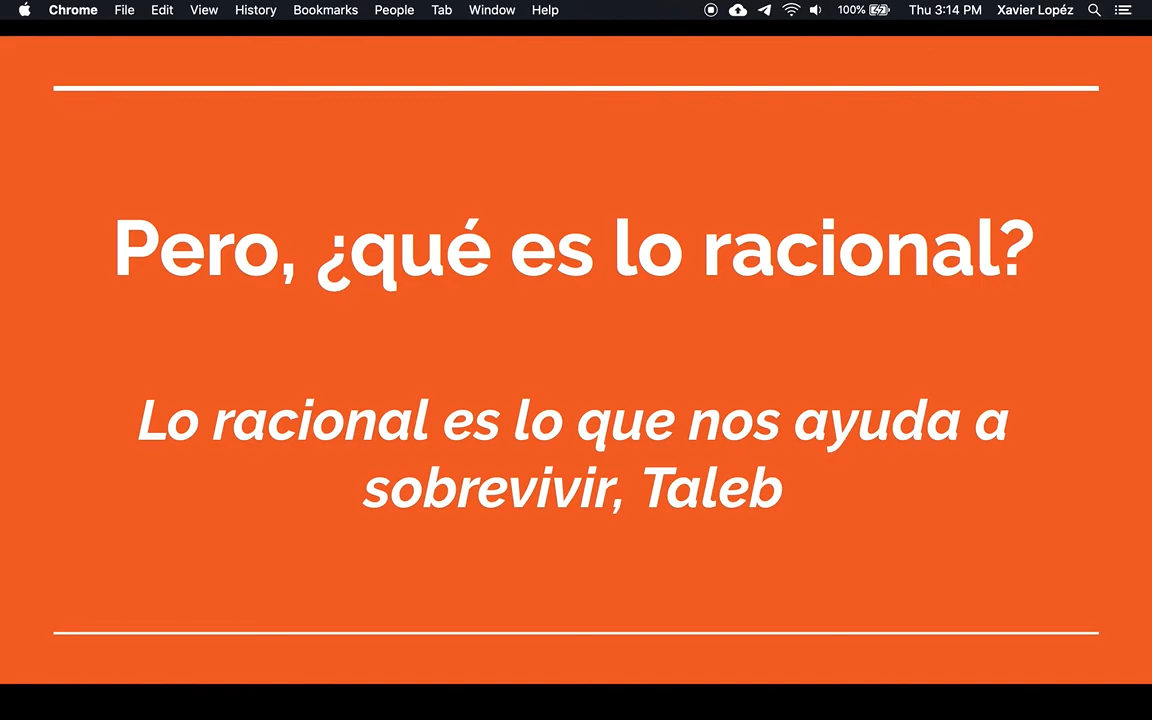 Chrome File Edit View History Bookmarks People Tab Window Help 100% Thu 3:14 PM Xavier Lopéz
Pero, ¿qué es lo racional?
Lo racional es lo que nos ayuda a
sobrevivir, Taleb